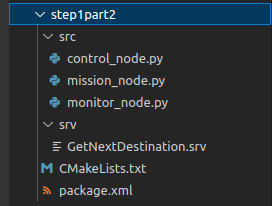 step1part2
src
control_node.py
mission_node.py
monitor_node.py
srv
GetNextDestination.srv
CMakeLists.txt
package.xml